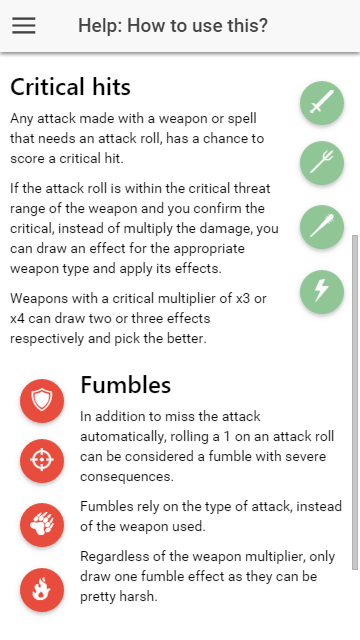 Help: How to use this?
Critical hits
Any attack made with a weapon or spell
that needs an attack roll, has a chance to
score a critical hit.
If the attack roll is within the critical threat
range of the weapon and you confirm the
critical, instead of multiply the damage, you
can draw an effect for the appropriate
weapon type and apply its effects.
Weapons with a critical multiplier of x3 or
x4 can draw two or three effects
respectively and pick the better.
Fumbles
In addition to miss the attack
automatically, rolling a 1 on an attack roll
can be considered a fumble with severe
consequences.
Fumbles rely on the type of attack, instead
of the weapon used.
Regardless of the weapon multiplier, only
draw one fumble effect as they can be
pretty harsh.